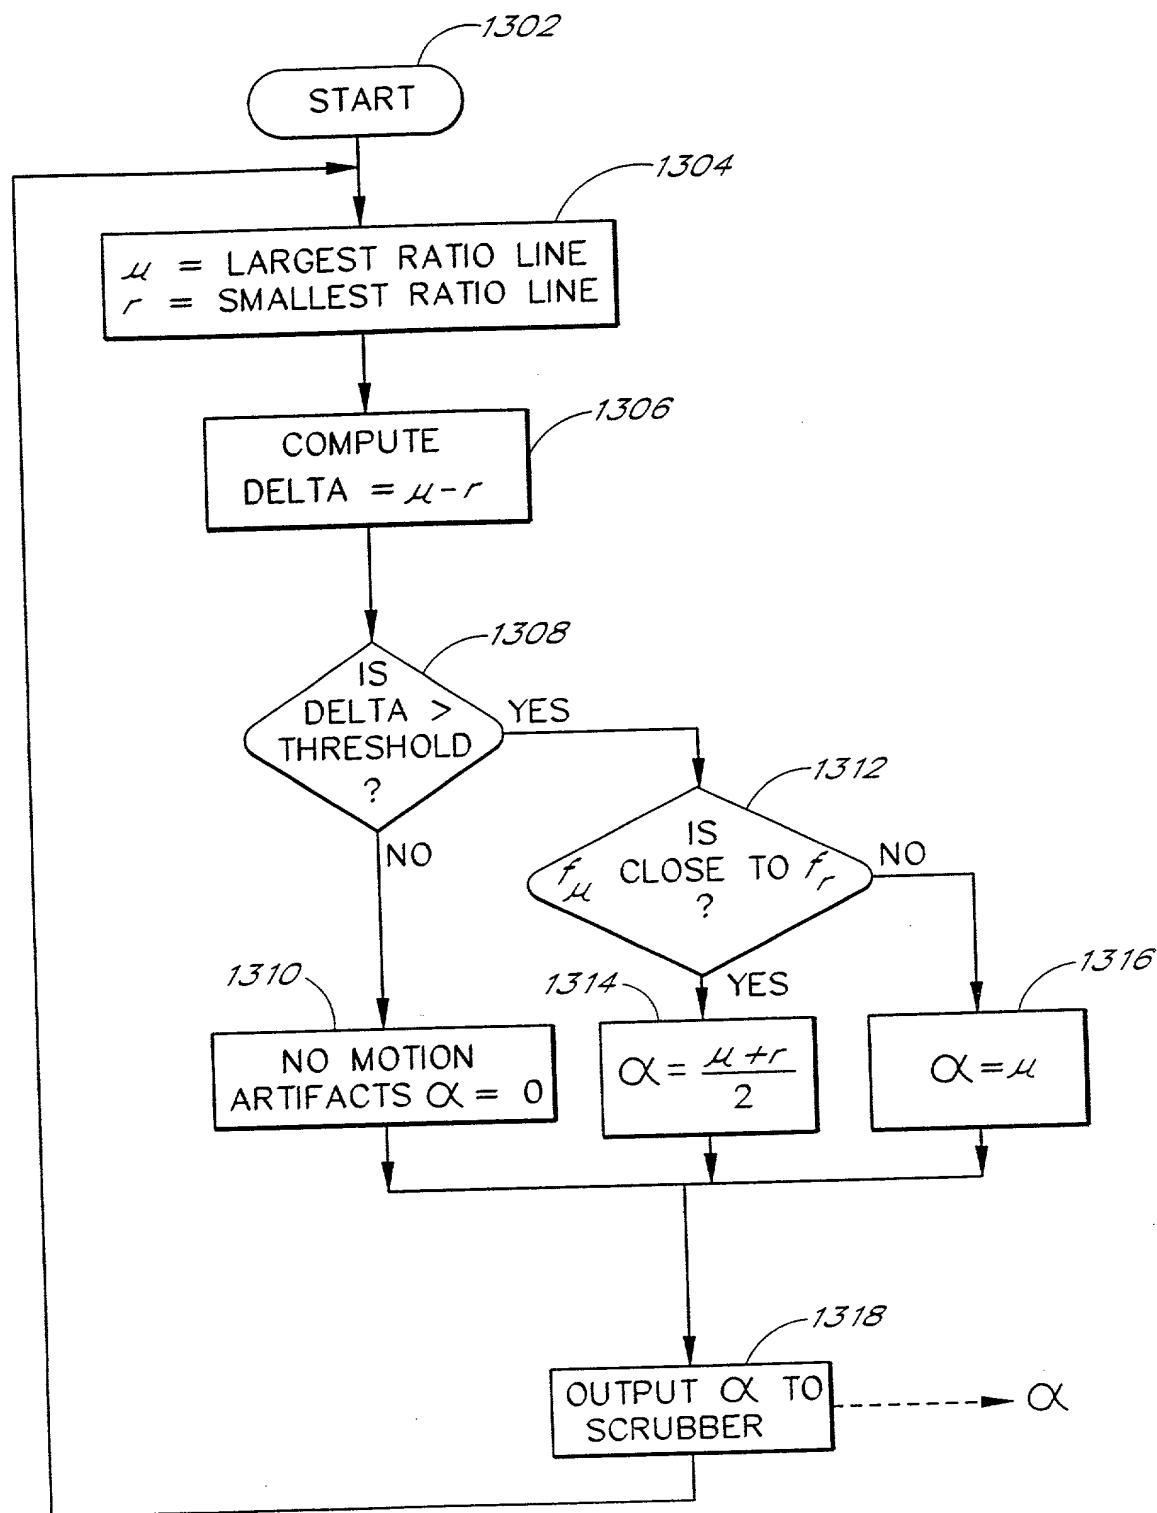 1302
START
1304
μ = LARGEST RATIO LINE
r = SMALLEST RATIO LINE
1306
COMPUTE
DELTA = μ-r
1308
IS
DELTA >
THRESHOLD
?
YES
NO
1312
IS
fμ CLOSE TO fr
?
NO
YES
1310
NO MOTION
ARTIFACTS α = 0
1314
α = μ+r
2
1316
α = μ
1318
OUTPUT α TO
SCRUBBER
α